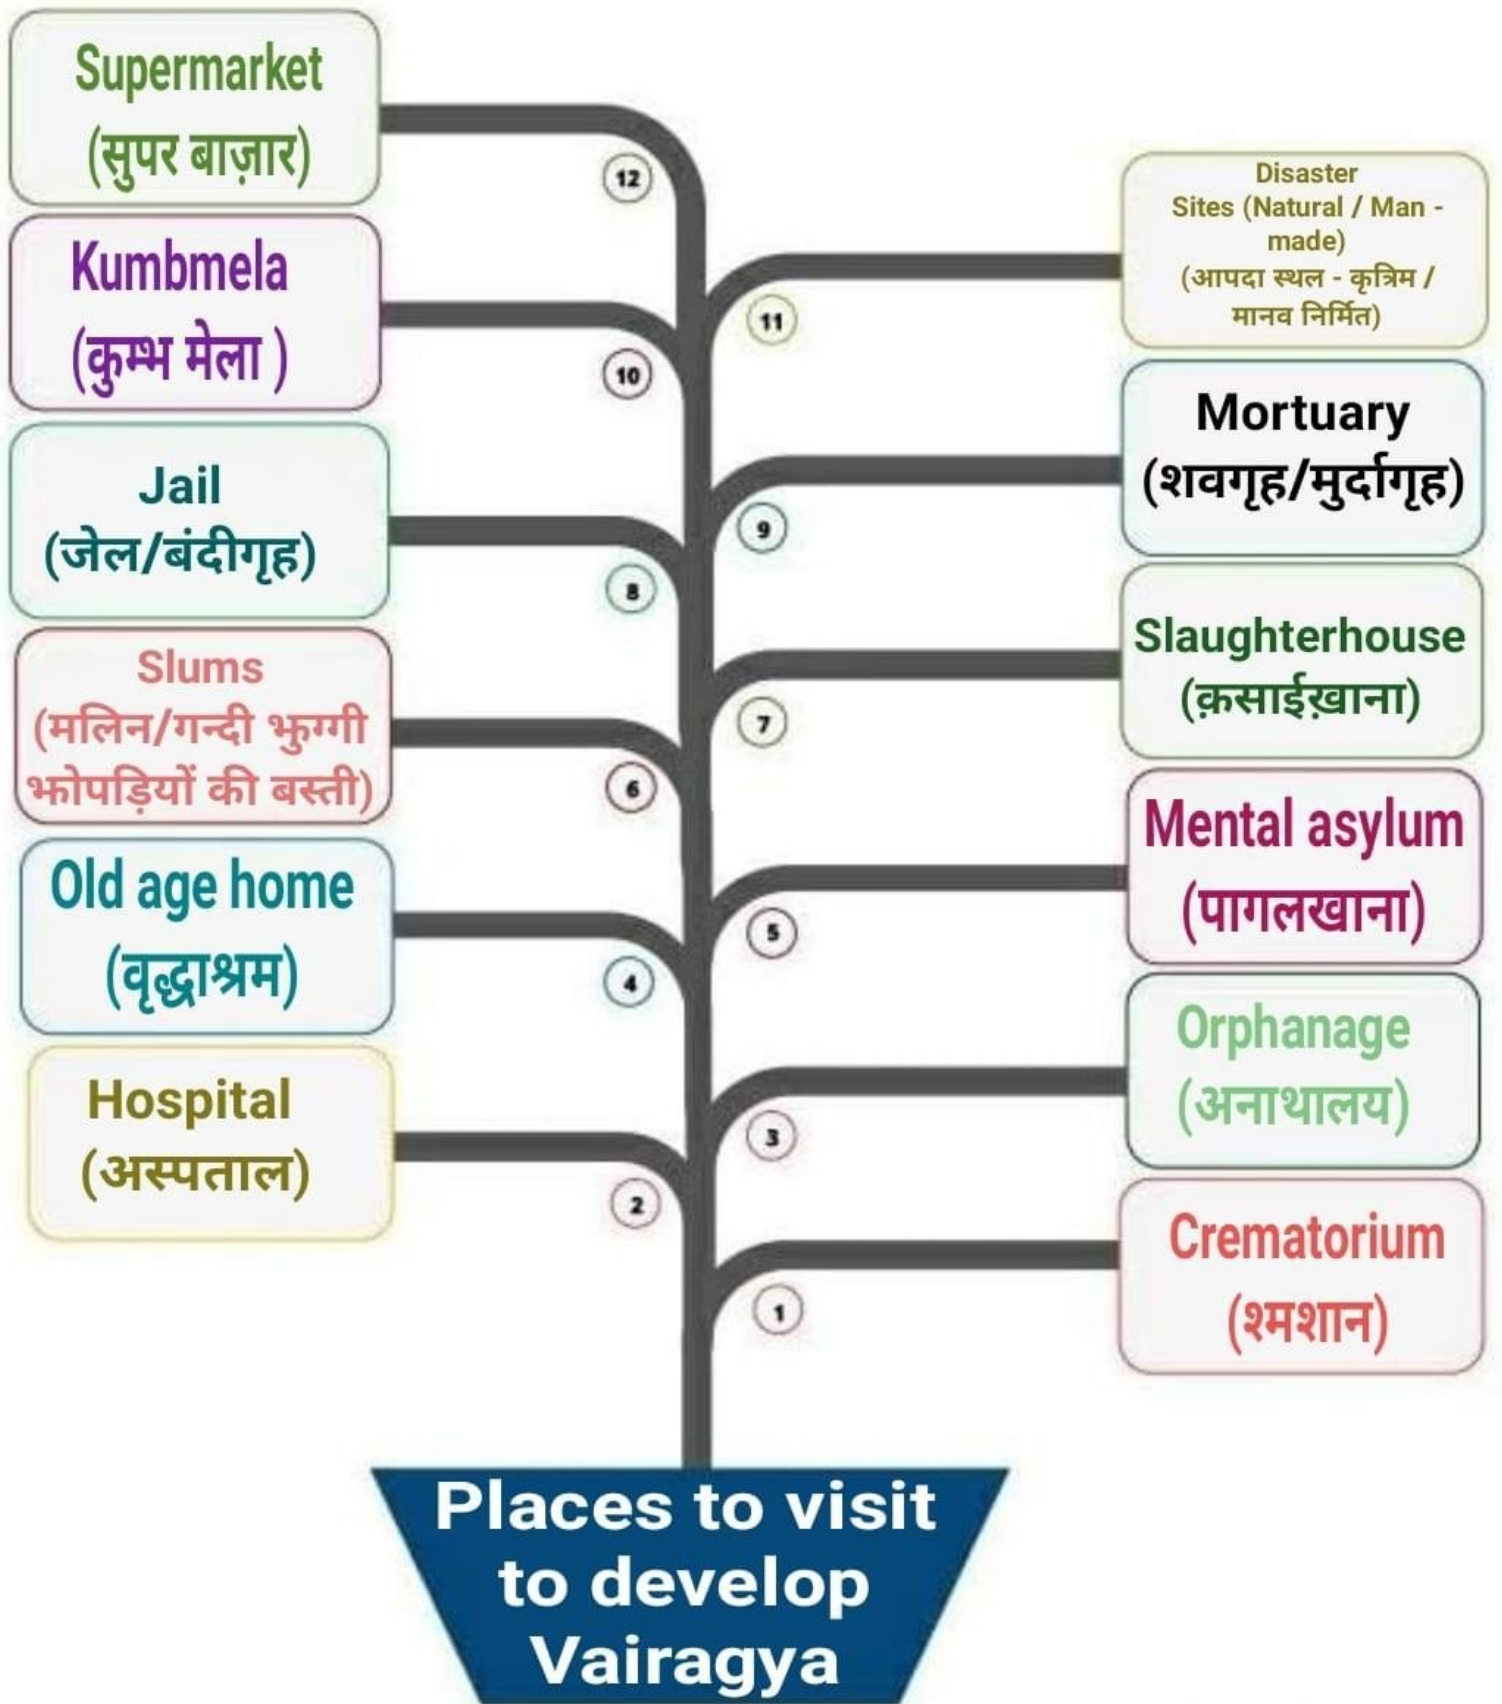 Supermarket
(सुपर बाज़ार)
12
Disaster
Sites (Natural / Man -
made)
(आपदा स्थल - कृत्रिम /
मानव निर्मित)
11
Kumbmela
(कुम्भ मेला )
10
Mortuary
(शवगृह/मुर्दागृह)
9
Jail
(जेल/बंदीगृह)
8
Slaughterhouse
(क़साईख़ाना)
7
Slums
(मलिन/गन्दी झुग्गी
झोपड़ियों की बस्ती)
6
Mental asylum
(पागलखाना)
5
Old age home
(वृद्धाश्रम)
4
Orphanage
(अनाथालय)
3
Hospital
(अस्पताल)
2
Crematorium
(श्मशान)
1
Places to visit
to develop
Vairagya